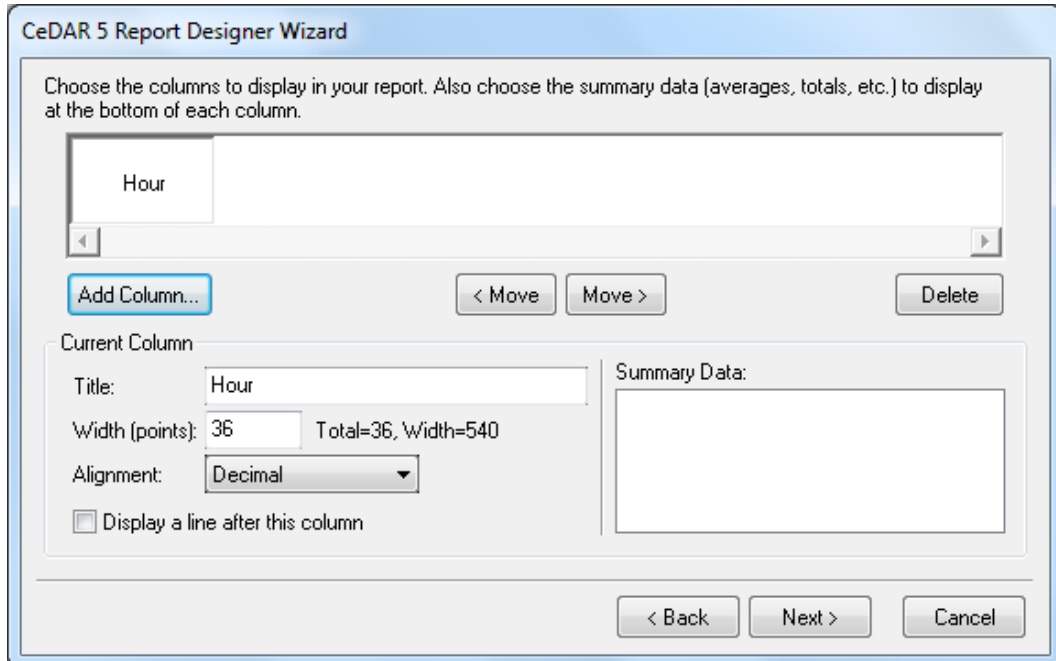 CeDAR 5 Report Designer Wizard
Choose the columns to display in your report. Also choose the summary data (averages, totals, etc.) to display
at the bottom of each column.
Hour
Add Column...
< Move
Move >
Delete
Current Column
Title:
Hour
Width (points):
36
Total=36, Width=540
Alignment:
Decimal
Display a line after this column
Summary Data:
< Back
Next >
Cancel